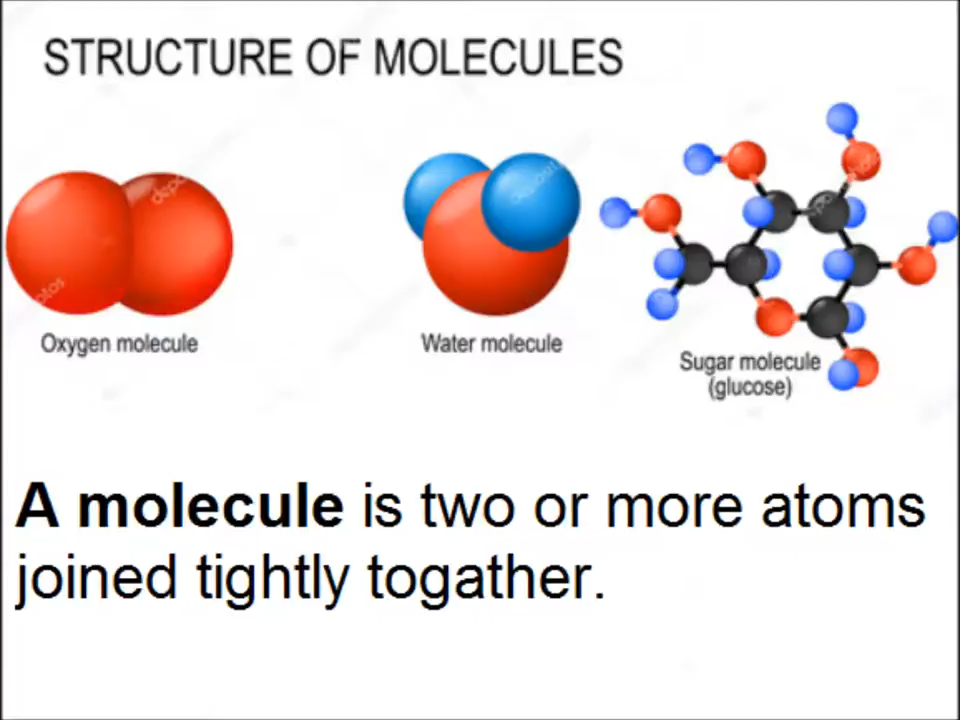 STRUCTURE OF MOLECULES
Oxygen molecule
Water molecule
Sugar molecule
(glucose)
A molecule is two or more atoms
joined tightly togather.